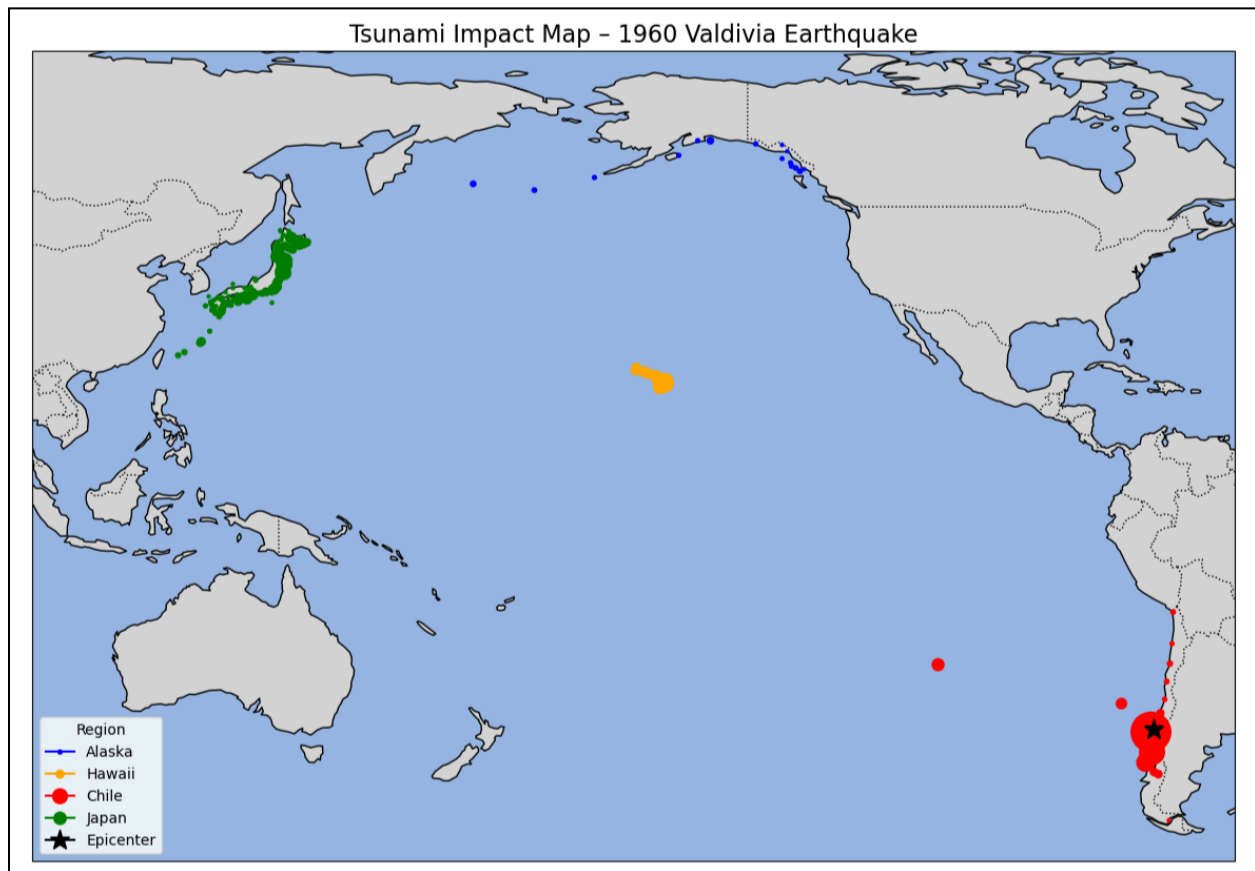 Tsunami Impact Map – 1960 Valdivia Earthquake
Region
Alaska
Hawaii
Chile
Japan
Epicenter